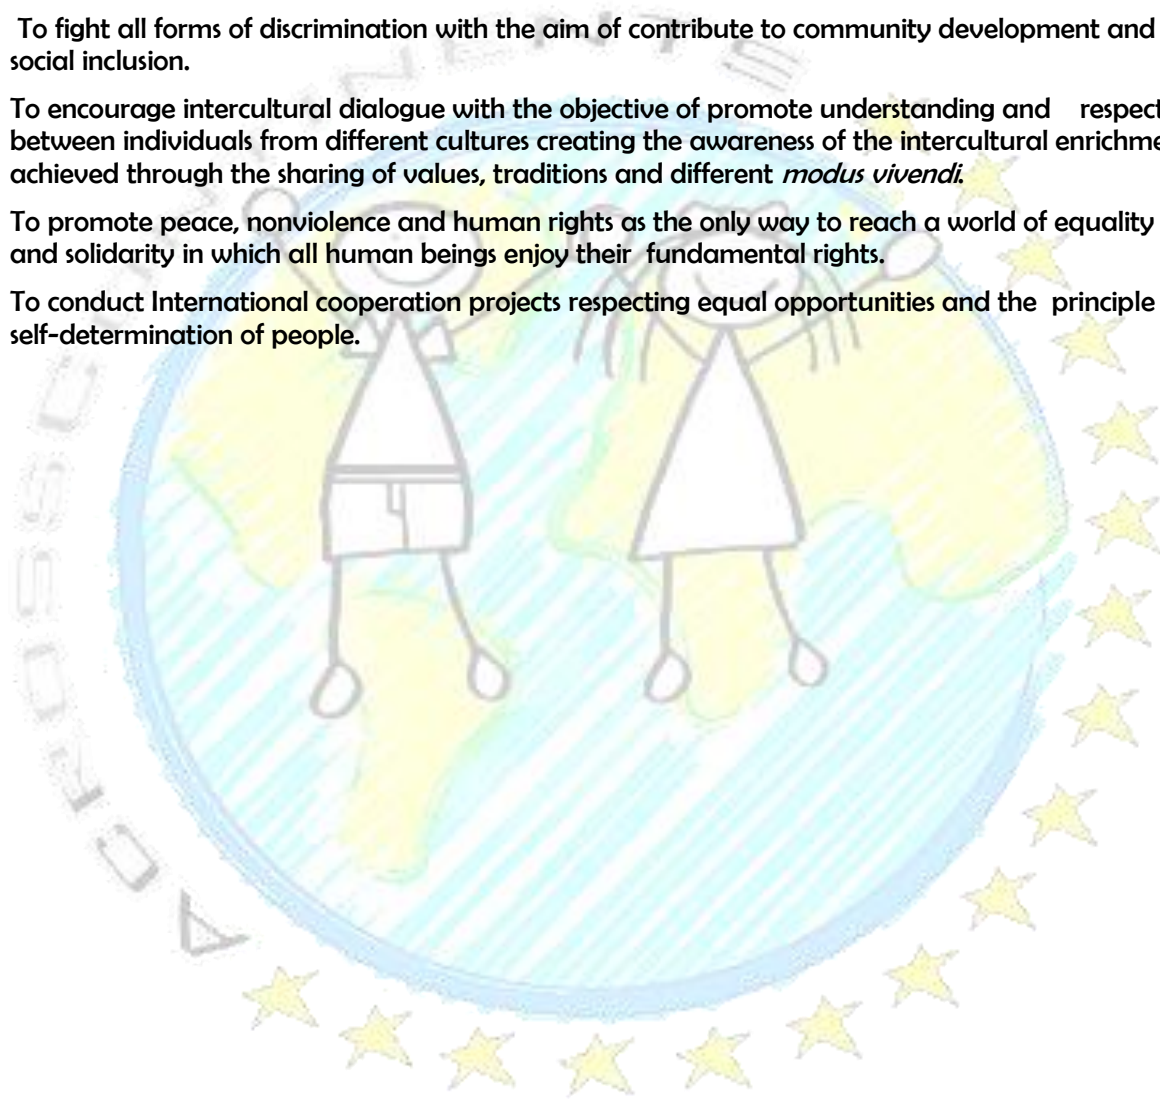 To fight all forms of discrimination with the aim of contribute to community development and
social inclusion.
To encourage intercultural dialogue with the objective of promote understanding and respect
between individuals from different cultures creating the awareness of the intercultural enrichme
achieved through the sharing of values, traditions and different modus vivendi.
To promote peace, nonviolence and human rights as the only way to reach a world of equality
and solidarity in which all human beings enjoy their fundamental rights.
To conduct International cooperation projects respecting equal opportunities and the principle
self-determination of people.
ACROSS CONTINENTS